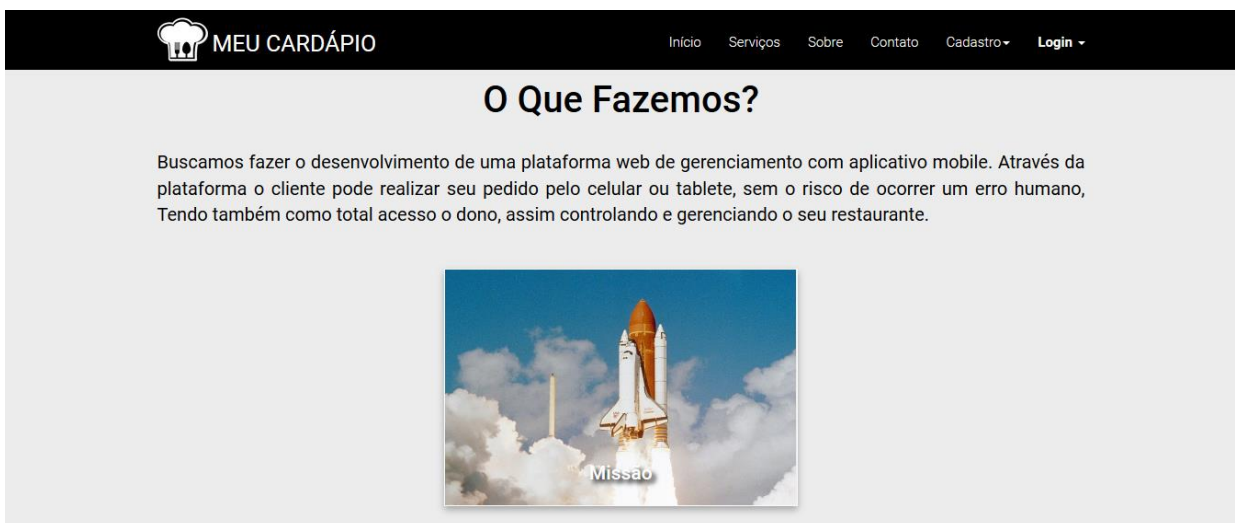 MEU CARDÁPIO
Início Serviços Sobre Contato Cadastro Login
O Que Fazemos?
Buscamos fazer o desenvolvimento de uma plataforma web de gerenciamento com aplicativo mobile. Através da
plataforma o cliente pode realizar seu pedido pelo celular ou tablete, sem o risco de ocorrer um erro humano,
Tendo também como total acesso o dono, assim controlando e gerenciando o seu restaurante.
Missão